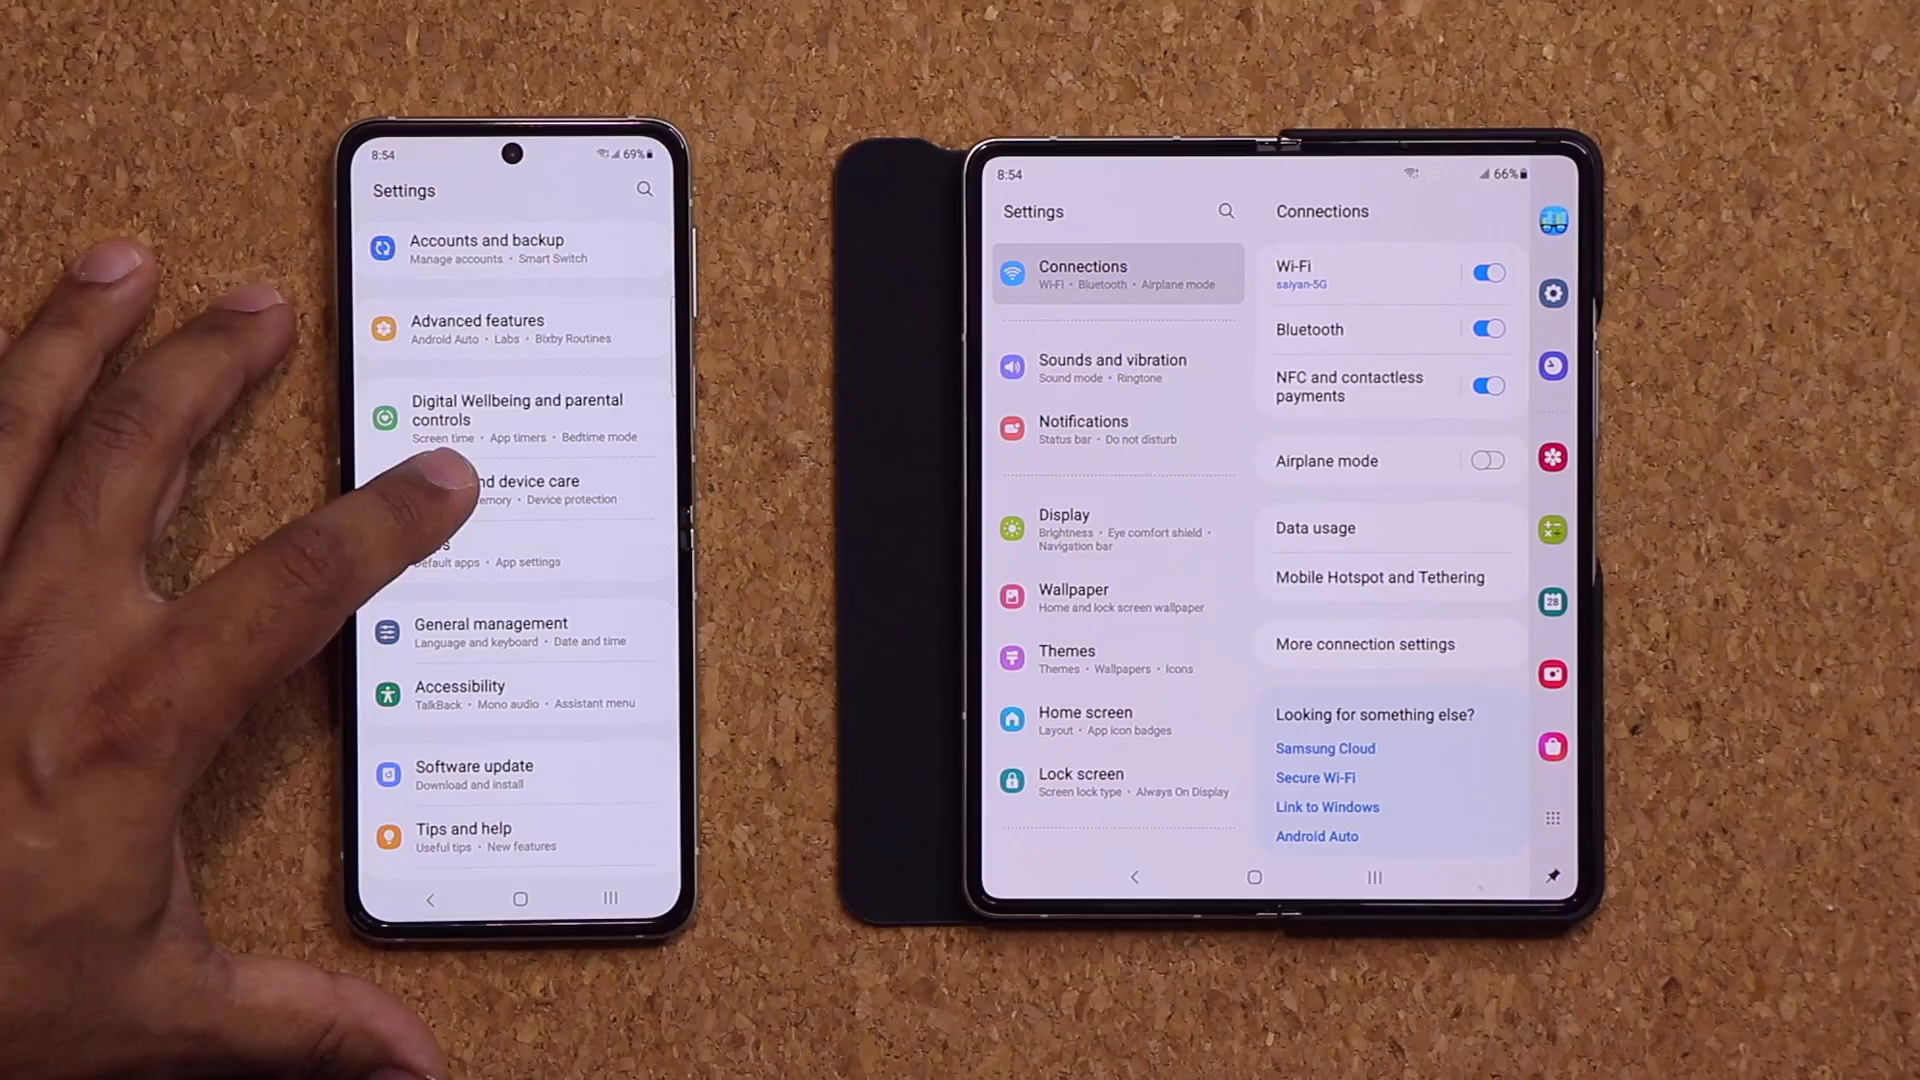 8:54
69%
Settings
Accounts and backup
Manage accounts • Smart Switch
Advanced features
Android Auto • Labs • Bixby Routines
Digital Wellbeing and parental
controls
Screen time • App timers • Bedtime mode
device care
Device protection
Default apps • App settings
General management
Language and keyboard • Date and time
Accessibility
TalkBack • Mono audio • Assistant menu
Software update
Download and install
Tips and help
Useful tips • New features
8:54
66%
Settings
Connections
Wi-Fi • Bluetooth • Airplane mode
Sounds and vibration
Sound mode • Ringtone
Notifications
Status bar • Do not disturb
Display
Brightness • Eye comfort shield •
Navigation bar
Wallpaper
Home and lock screen wallpaper
Themes
Themes • Wallpapers • Icons
Home screen
Layout • App icon badges
Lock screen
Screen lock type • Always On Display
Connections
Wi-Fi
saiyan-5G
Bluetooth
NFC and contactless
payments
Airplane mode
Data usage
Mobile Hotspot and Tethering
More connection settings
Looking for something else?
Samsung Cloud
Secure Wi-Fi
Link to Windows
Android Auto
28